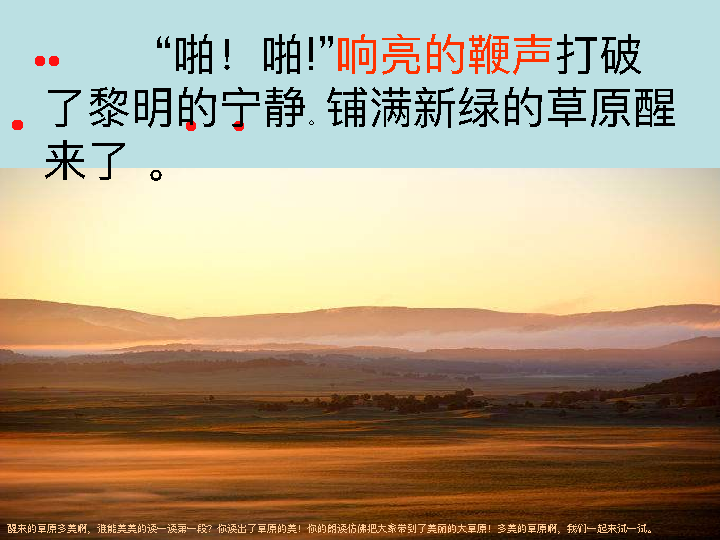 “啪！啪!”响亮的鞭声打破
了黎明的宁静。铺满新绿的草原醒
来了 。
醒来的草原多美啊，谁能美美的读一读第一段？你读出了草原的美！你的朗读仿佛把大家带到了美丽的大草原！多美的草原啊，我们一起来试一试。